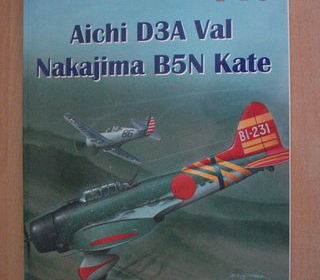 Aichi D3A Val
Nakajima B5N Kate
BI-231